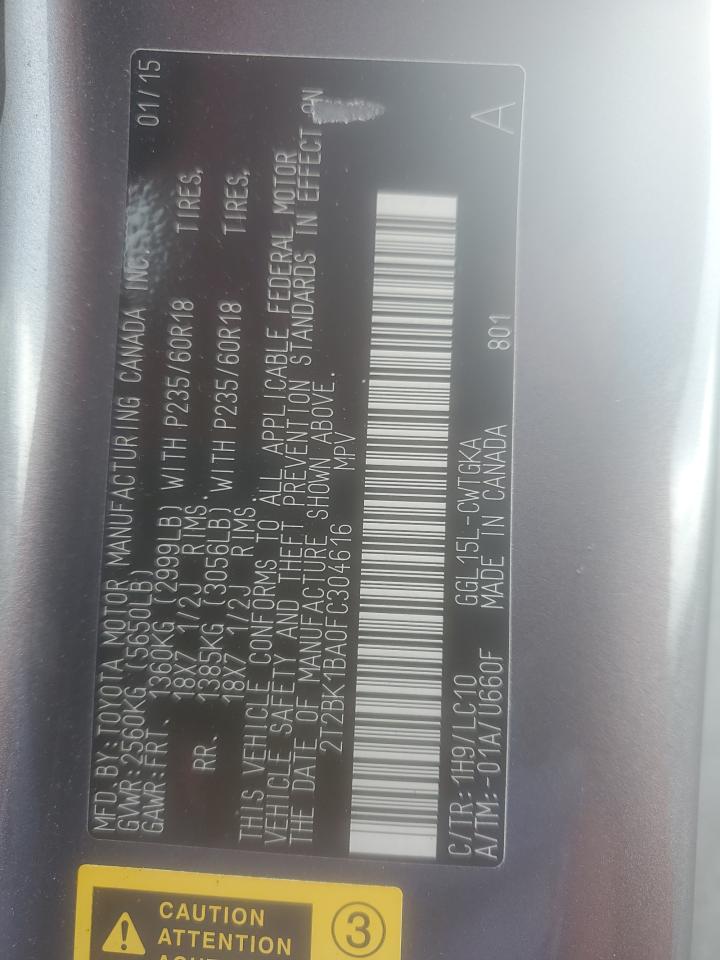 MFD. BY: TOYOTA MOTOR MANUFACTURING CANADA INC. 01/15
GVWR: 2560KG (5650LB)
GAWR: FRT. 1360KG (2999LB) WITH P235/60R18 TIRES,
18X7 1/2J RIMS,
RR. 1385KG (3056LB) WITH P235/60R18 TIRES,
18X7 1/2J RIMS.
THIS VEHICLE CONFORMS TO ALL APPLICABLE FEDERAL MOTOR
VEHICLE SAFETY AND THEFT PREVENTION STANDARDS IN EFFECT ON
THE DATE OF MANUFACTURE SHOWN ABOVE.
2T2BK1BA0FC304616 MPV
C/TR: 1H9/LC10 GGL15L-CWTGKA A
A/TM: -01A/U660F MADE IN CANADA 801
CAUTION
ATTENTION
3